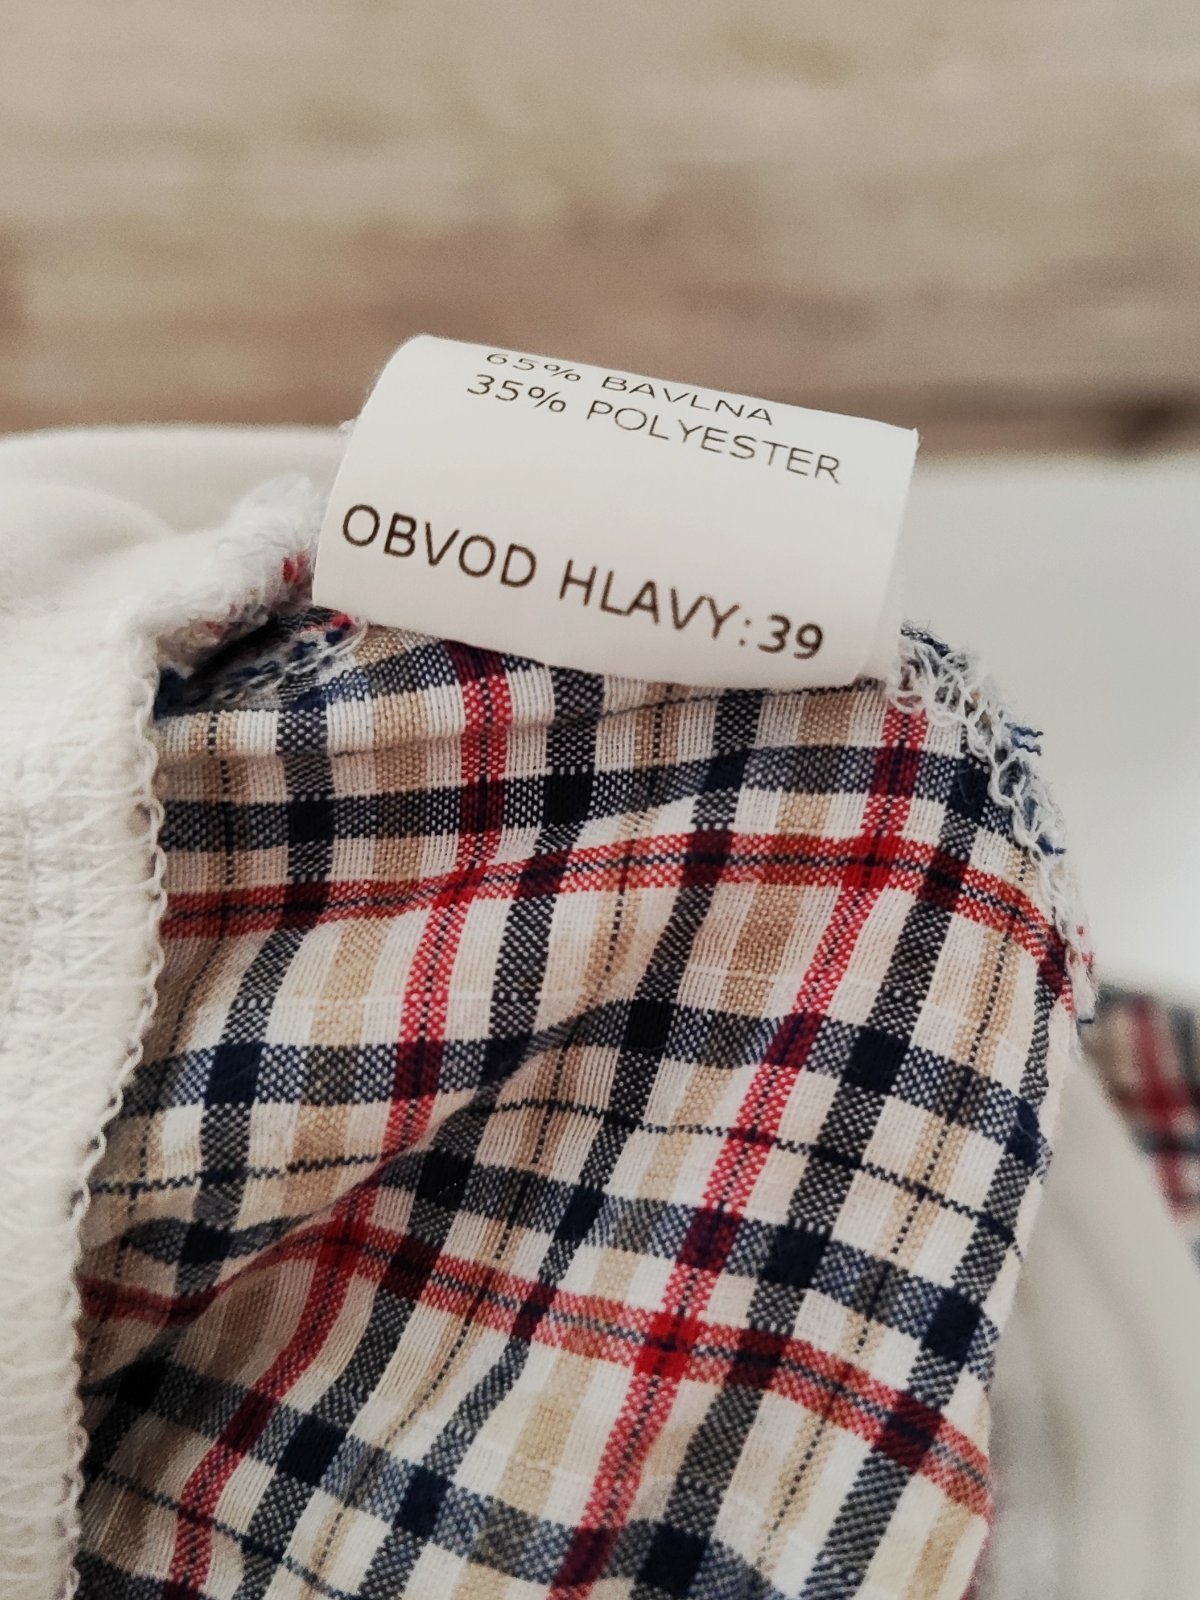 65% BAVLNA
35% POLYESTER
OBVOD HLAVY:39